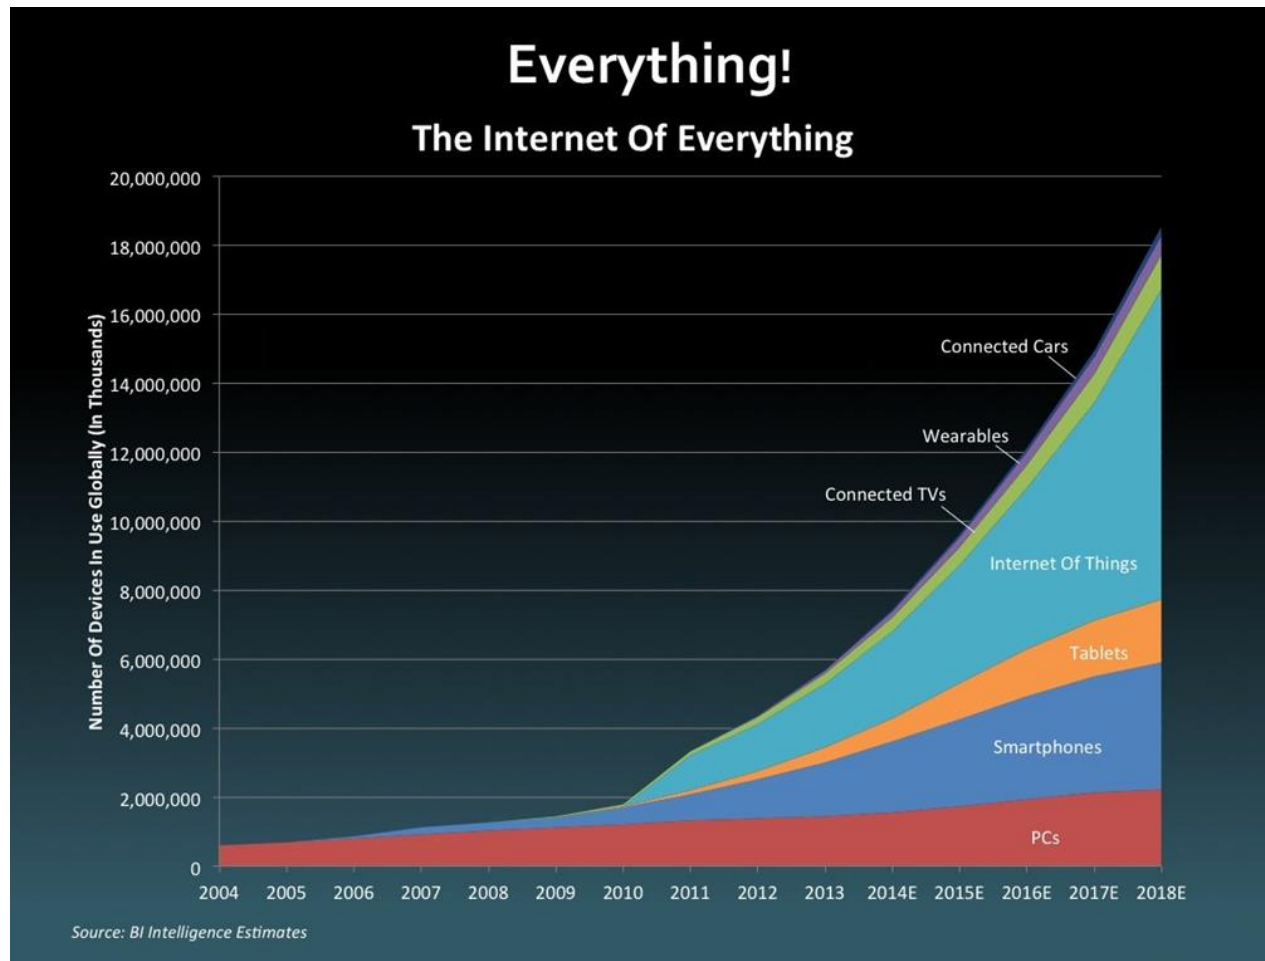 Everything!
The Internet Of Everything
Number Of Devices In Use Globally (In Thousands)
20,000,000
18,000,000
16,000,000
14,000,000
12,000,000
10,000,000
8,000,000
6,000,000
4,000,000
2,000,000
0
Connected Cars
Wearables
Connected TVs
Internet Of Things
Tablets
Smartphones
PCs
2004 2005 2006 2007 2008 2009 2010 2011 2012 2013 2014E 2015E 2016E 2017E 2018E
Source: BI Intelligence Estimates